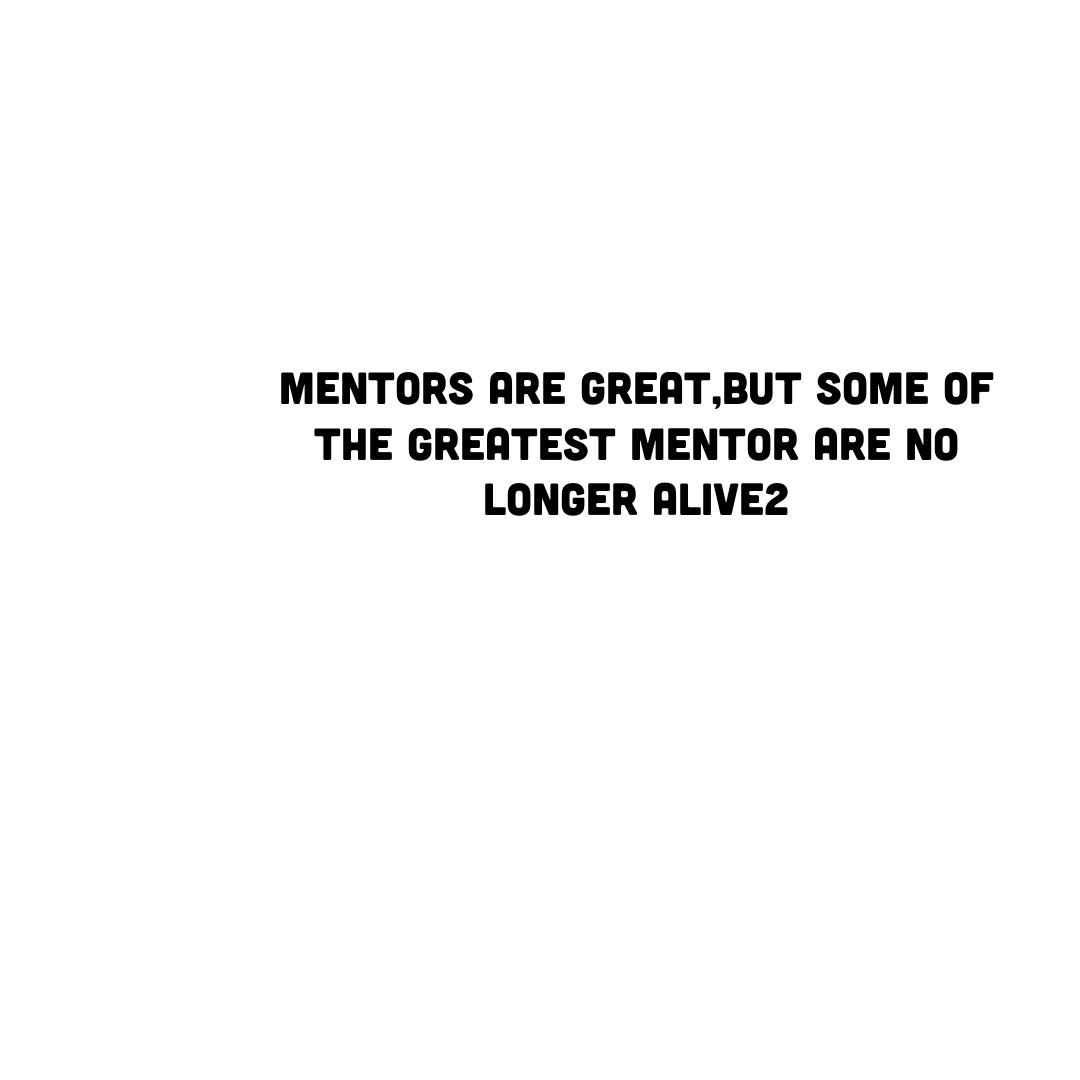 MENTORS ARE GREAT,BUT SOME OF
THE GREATEST MENTOR ARE NO
LONGER ALIVE2